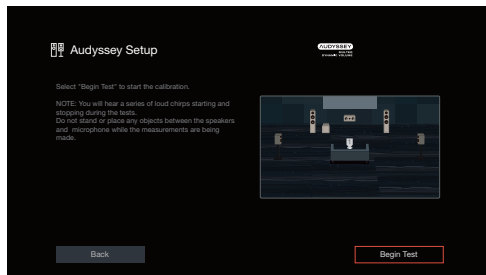 Audyssey Setup
AUDYSSEY
DYNAMIC VOLUME
Select "Begin Test" to start the calibration.
NOTE: You will hear a series of loud chirps starting and
stopping during the tests.
Do not stand or place any objects between the speakers
and microphone while the measurements are being
made.
Back
Begin Test